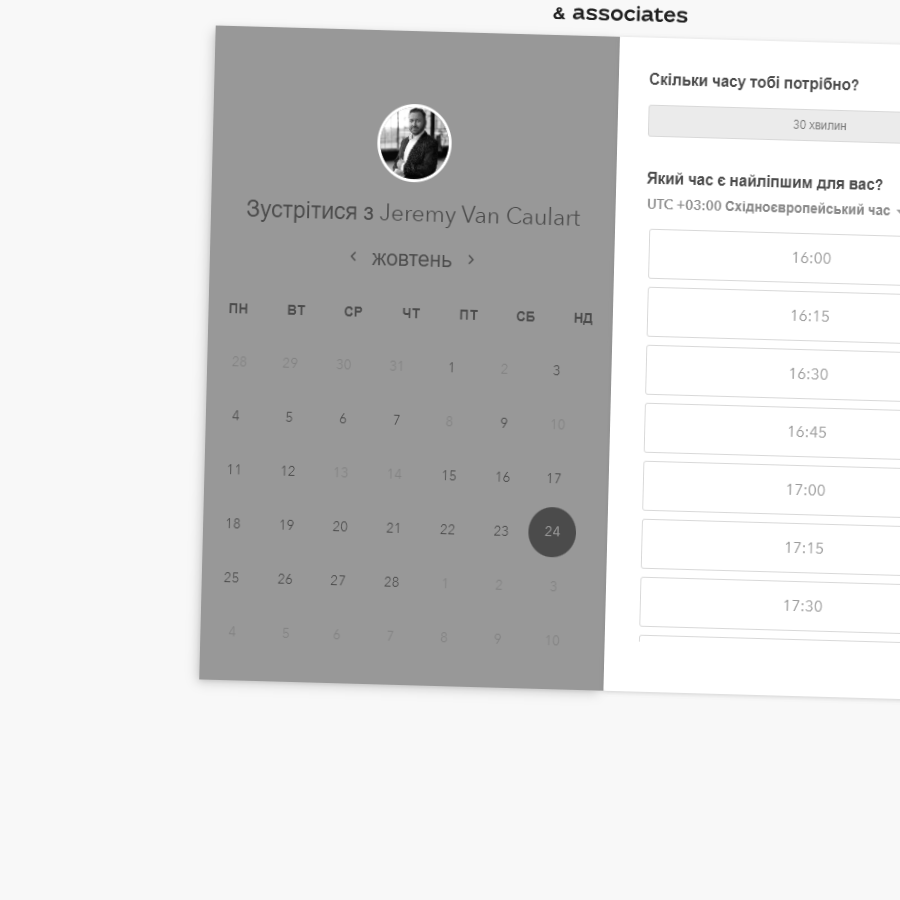 & associates
Зустрітися з Jeremy Van Caulart
‹ жовтень ›
ПН ВТ СР ЧТ ПТ СБ НД
28 29 30 31 1 2 3
4 5 6 7 8 9 10
11 12 13 14 15 16 17
18 19 20 21 22 23 24
25 26 27 28 1 2 3
4 5 6 7 8 9 10
Скільки часу тобі потрібно?
30 хвилин
Який час є найліпшим для вас?
UTC +03:00 Східноєвропейський час
16:00
16:15
16:30
16:45
17:00
17:15
17:30